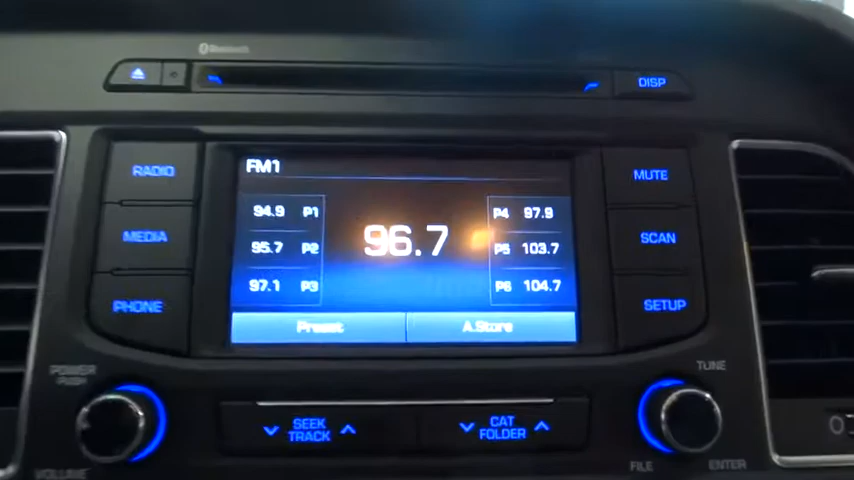 Bluetooth
DISP
RADIO
FM1
MUTE
94.9 P1
P4 97.9
MEDIA
95.7 P2
96.7
P5 103.7
SCAN
97.1 P3
P6 104.7
PHONE
SETUP
Preset
A.Store
POWER
PUSH
TUNE
SEEK
TRACK
CAT
FOLDER
VOLUME
FILE
ENTER